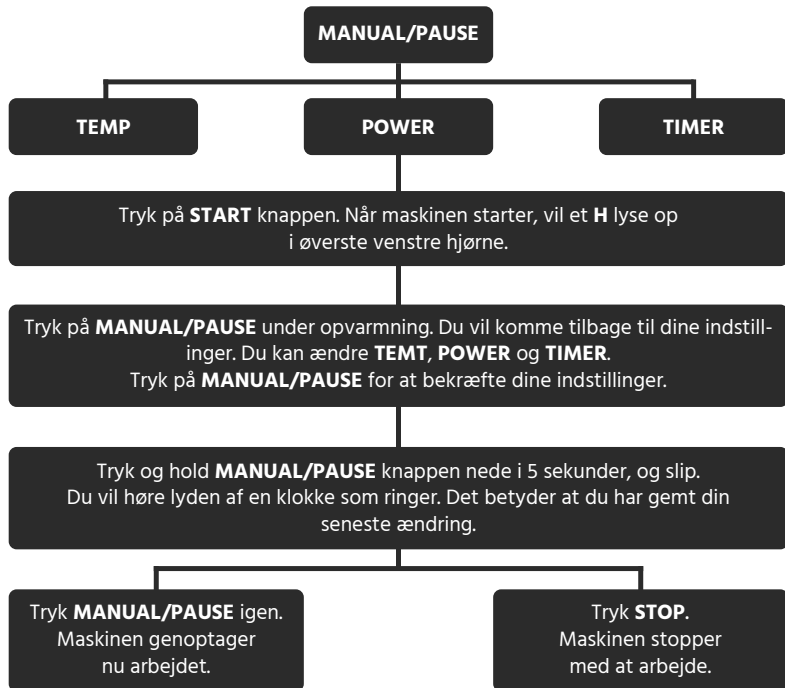 MANUAL/PAUSE
TEMP
POWER
TIMER
Tryk på START knappen. Når maskinen starter, vil et H lyse op
i øverste venstre hjørne.
Tryk på MANUAL/PAUSE under opvarmning. Du vil komme tilbage til dine indstill-
inger. Du kan ændre TEMT, POWER og TIMER.
Tryk på MANUAL/PAUSE for at bekræfte dine indstillinger.
Tryk og hold MANUAL/PAUSE knappen nede i 5 sekunder, og slip.
Du vil høre lyden af en klokke som ringer. Det betyder at du har gemt din
seneste ændring.
Tryk MANUAL/PAUSE igen.
Maskinen genoptager
nu arbejdet.
Tryk STOP.
Maskinen stopper
med at arbejde.